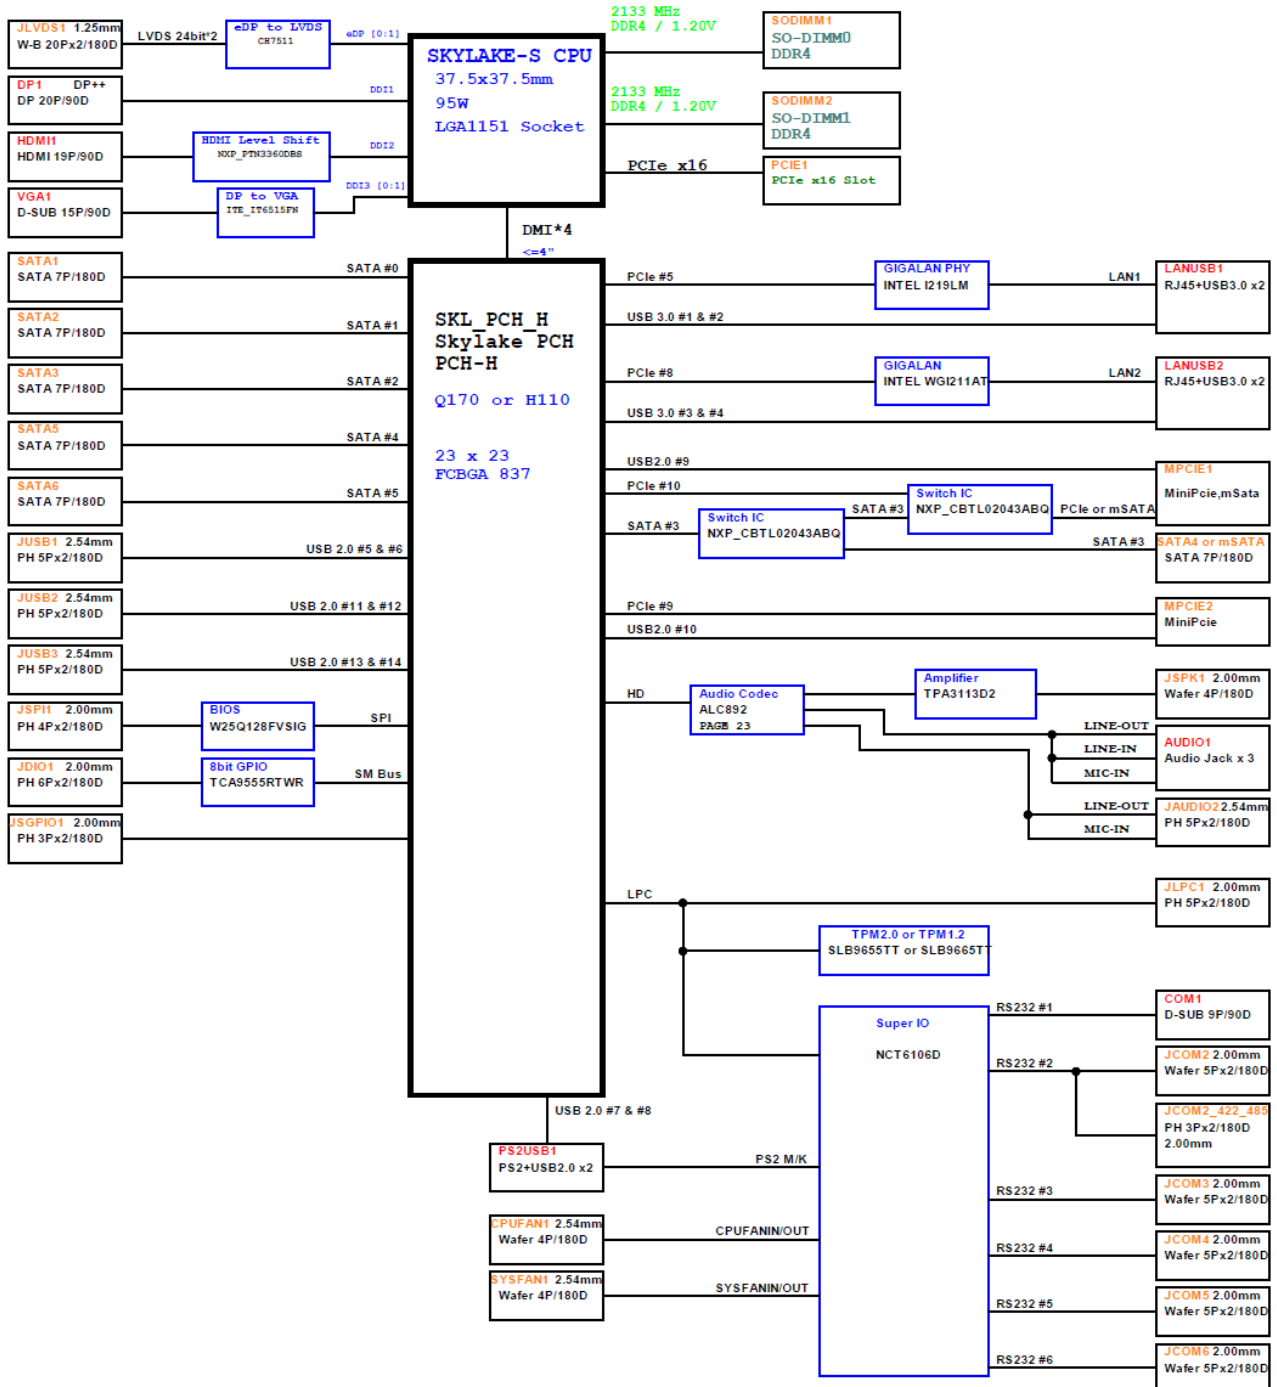 JLVDS1 1.25mm
W-B 20Px2/180D
LVDS 24bit*2
eDP to LVDS
CH7511
eDP [0:1]
DP1 DP++
DP 20P/90D
DDI1
HDMI1
HDMI 19P/90D
HDMI Level Shift
NXP_PTN3360DBS
DDI2
VGA1
D-SUB 15P/90D
DP to VGA
ITE_IT6515FN
DDI3 [0:1]
SKYLAKE-S CPU
37.5x37.5mm
95W
LGA1151 Socket
2133 MHz
DDR4 / 1.20V
SODIMM1
SO-DIMM0
DDR4
2133 MHz
DDR4 / 1.20V
SODIMM2
SO-DIMM1
DDR4
PCIe x16
PCIE1
PCIe x16 Slot
DMI*4
<=4"
SATA1
SATA 7P/180D
SATA #0
SATA2
SATA 7P/180D
SATA #1
SATA3
SATA 7P/180D
SATA #2
SATA5
SATA 7P/180D
SATA #4
SATA6
SATA 7P/180D
SATA #5
JUSB1 2.54mm
PH 5Px2/180D
USB 2.0 #5 & #6
JUSB2 2.54mm
PH 5Px2/180D
USB 2.0 #11 & #12
JUSB3 2.54mm
PH 5Px2/180D
USB 2.0 #13 & #14
JSPI1 2.00mm
PH 4Px2/180D
BIOS
W25Q128FVSIG
SPI
JDIO1 2.00mm
PH 6Px2/180D
8bit GPIO
TCA9555RTWR
SM Bus
JSGPIO1 2.00mm
PH 3Px2/180D
SKL_PCH_H
Skylake PCH
PCH-H
Q170 or H110
23 x 23
FCBGA 837
PCIe #5
GIGALAN PHY
INTEL I219LM
LAN1
LANUSB1
RJ45+USB3.0 x2
USB 3.0 #1 & #2
PCIe #8
GIGALAN
INTEL WGI211AT
LAN2
LANUSB2
RJ45+USB3.0 x2
USB 3.0 #3 & #4
USB2.0 #9
PCIe #10
SATA #3
Switch IC
NXP_CBTL02043ABQ
SATA #3
Switch IC
NXP_CBTL02043ABQ
PCIe or mSATA
MPCIE1
MiniPcie,mSata
SATA #3
SATA4 or mSATA
SATA 7P/180D
PCIe #9
USB2.0 #10
MPCIE2
MiniPcie
HD
Audio Codec
ALC892
PAGE 23
Amplifier
TPA3113D2
JSPK1 2.00mm
Wafer 4P/180D
LINE-OUT
LINE-IN
MIC-IN
AUDIO1
Audio Jack x 3
LINE-OUT
MIC-IN
JAUDIO2 2.54mm
PH 5Px2/180D
LPC
JLPC1 2.00mm
PH 5Px2/180D
TPM2.0 or TPM1.2
SLB9655TT or SLB9665TT
Super IO
NCT6106D
RS232 #1
COM1
D-SUB 9P/90D
RS232 #2
JCOM2 2.00mm
Wafer 5Px2/180D
JCOM2_422_485
PH 3Px2/180D
2.00mm
RS232 #3
JCOM3 2.00mm
Wafer 5Px2/180D
RS232 #4
JCOM4 2.00mm
Wafer 5Px2/180D
RS232 #5
JCOM5 2.00mm
Wafer 5Px2/180D
RS232 #6
JCOM6 2.00mm
Wafer 5Px2/180D
USB 2.0 #7 & #8
PS2USB1
PS2+USB2.0 x2
PS2 M/K
CPUFAN1 2.54mm
Wafer 4P/180D
CPUFANIN/OUT
SYSFAN1 2.54mm
Wafer 4P/180D
SYSFANIN/OUT